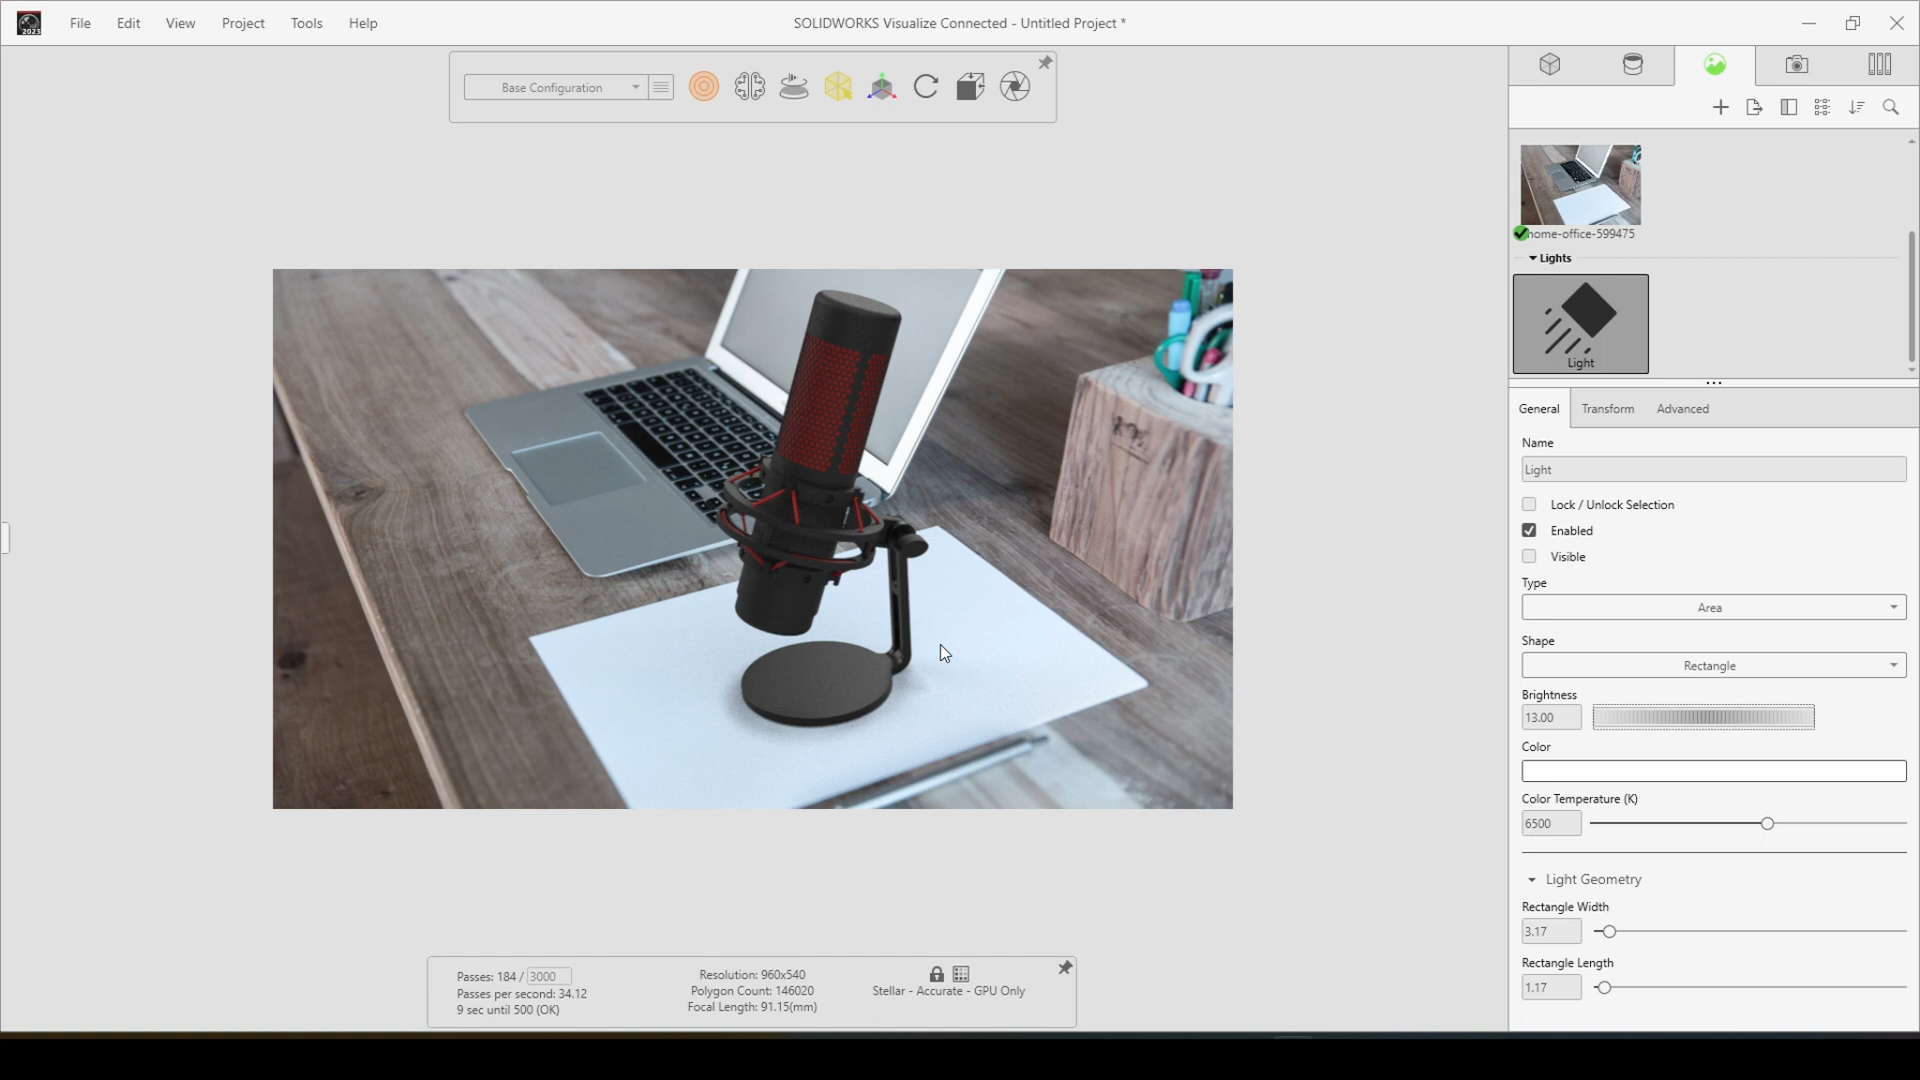 2023
File Edit View Project Tools Help
SOLIDWORKS Visualize Connected - Untitled Project *
Base Configuration
home-office-599475
Lights
Light
General Transform Advanced
Name
Light
Lock / Unlock Selection
Enabled
Visible
Type
Area
Shape
Rectangle
Brightness
13.00
Color
Color Temperature (K)
6500
Light Geometry
Rectangle Width
3.17
Rectangle Length
1.17
Passes: 184 / 3000
Passes per second: 34.12
9 sec until 500 (OK)
Resolution: 960x540
Polygon Count: 146020
Focal Length: 91.15(mm)
Stellar - Accurate - GPU Only